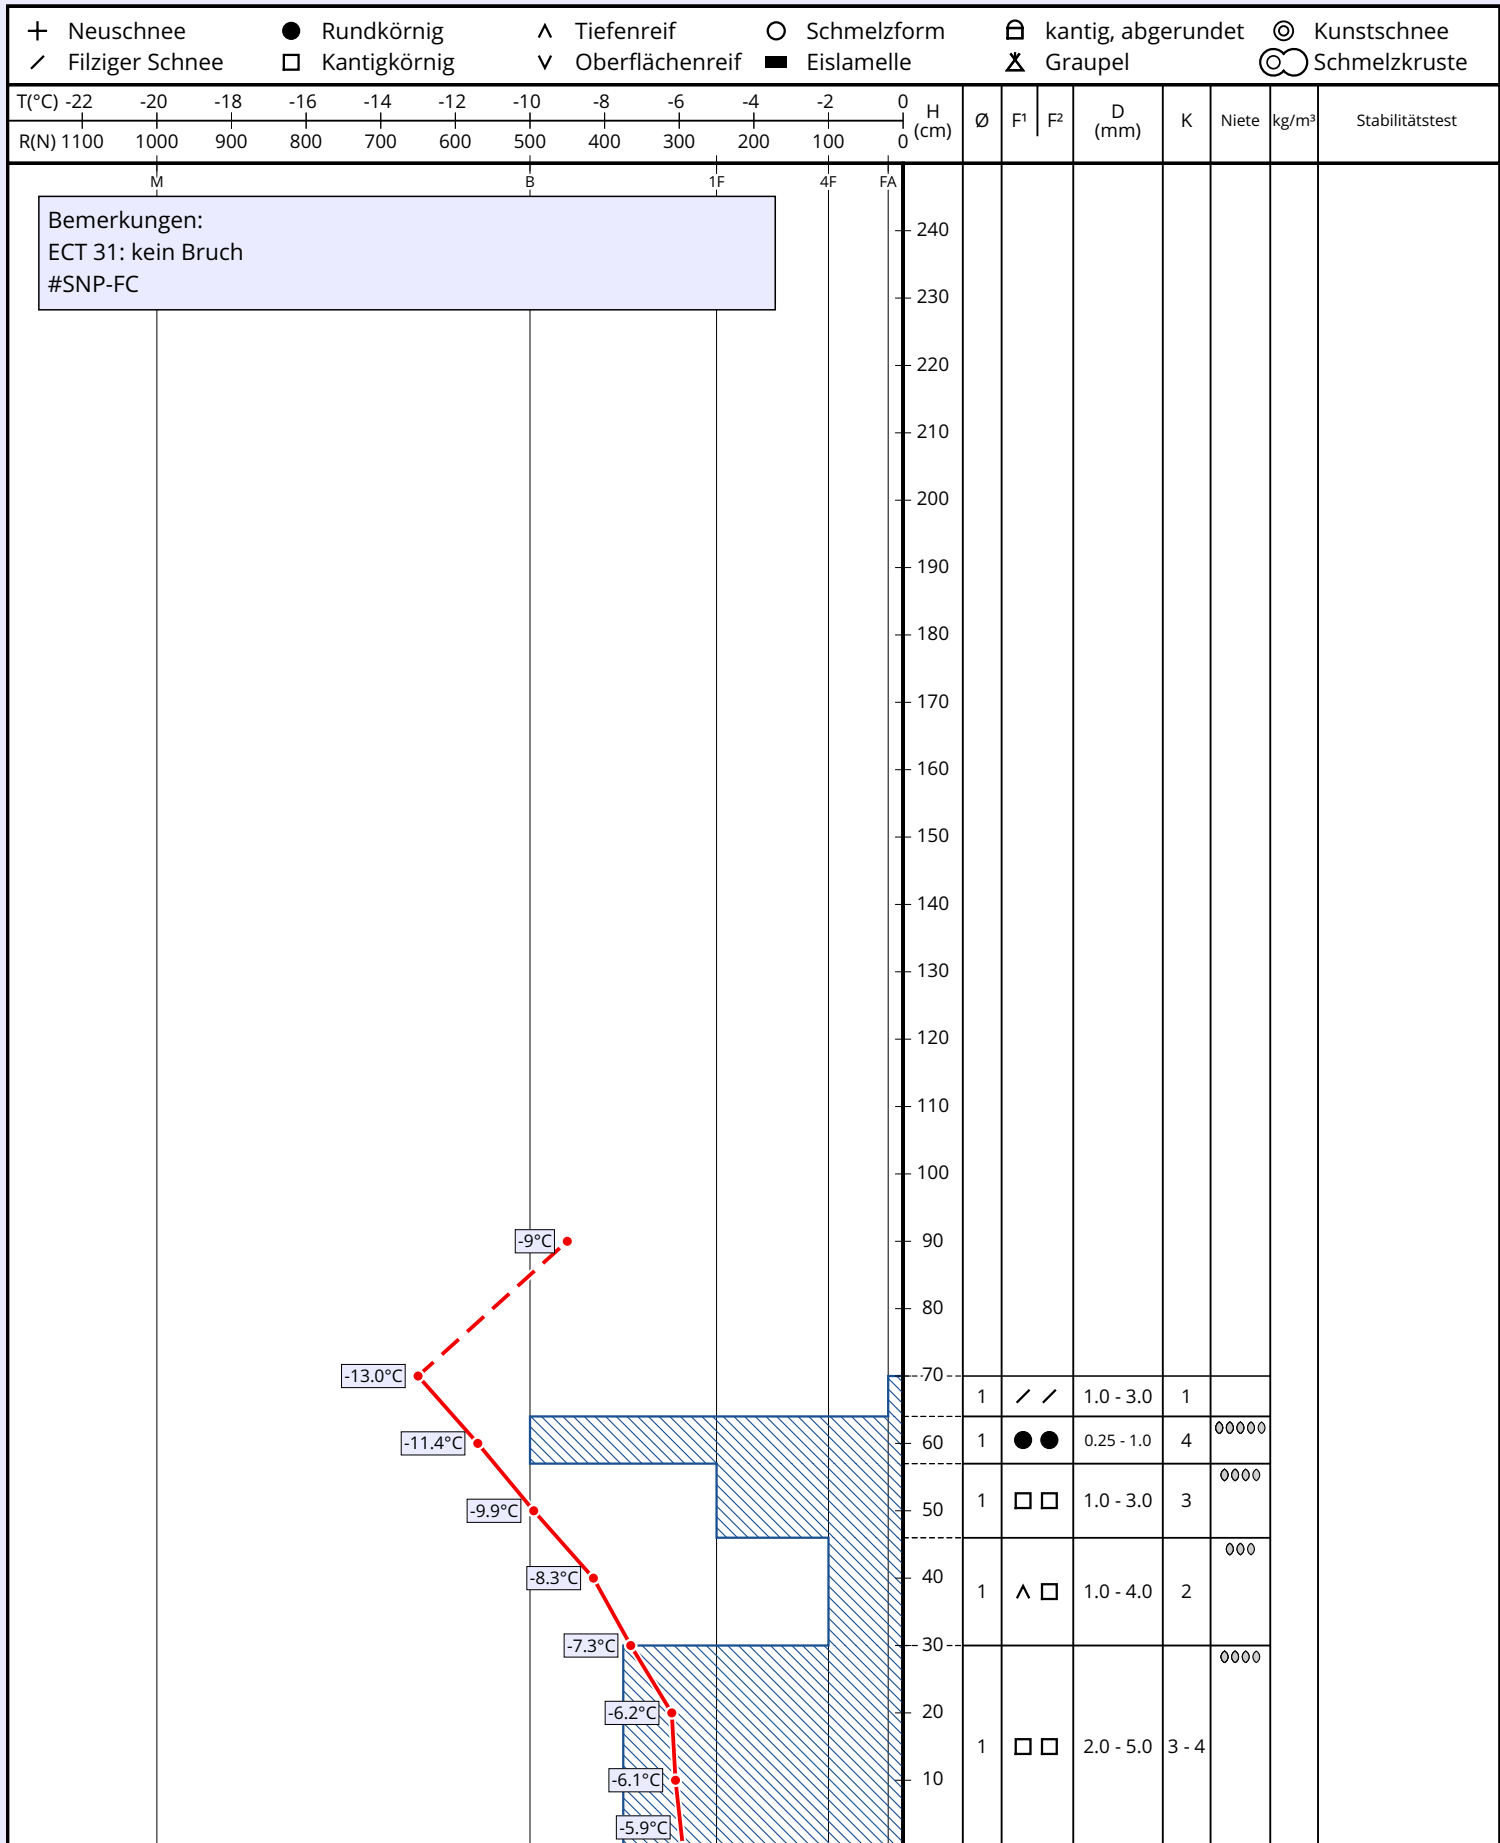 Neuschnee Rundkörnig Tiefenreif Schmelzform kantig, abgerundet Kunstschnee
Filziger Schnee Kantigkörnig Oberflächenreif Eislamelle Graupel Schmelzkruste
T(°C) -22 -20 -18 -16 -14 -12 -10 -8 -6 -4 -2 0
R(N) 1100 1000 900 800 700 600 500 400 300 200 100 0
H (cm) Ø F¹ F² D (mm) K Niete kg/m³ Stabilitätstest
M B 1F 4F FA
Bemerkungen:
ECT 31: kein Bruch
#SNP-FC
240
230
220
210
200
190
180
170
160
150
140
130
120
110
100
-9°C 90
80
-13.0°C 70
1 1.0 - 3.0 1
-11.4°C 60 1 0.25 - 1.0 4
-9.9°C 50 1 1.0 - 3.0 3
-8.3°C 40 1 1.0 - 4.0 2
-7.3°C 30
-6.2°C 20
1 2.0 - 5.0 3 - 4
-6.1°C 10
-5.9°C